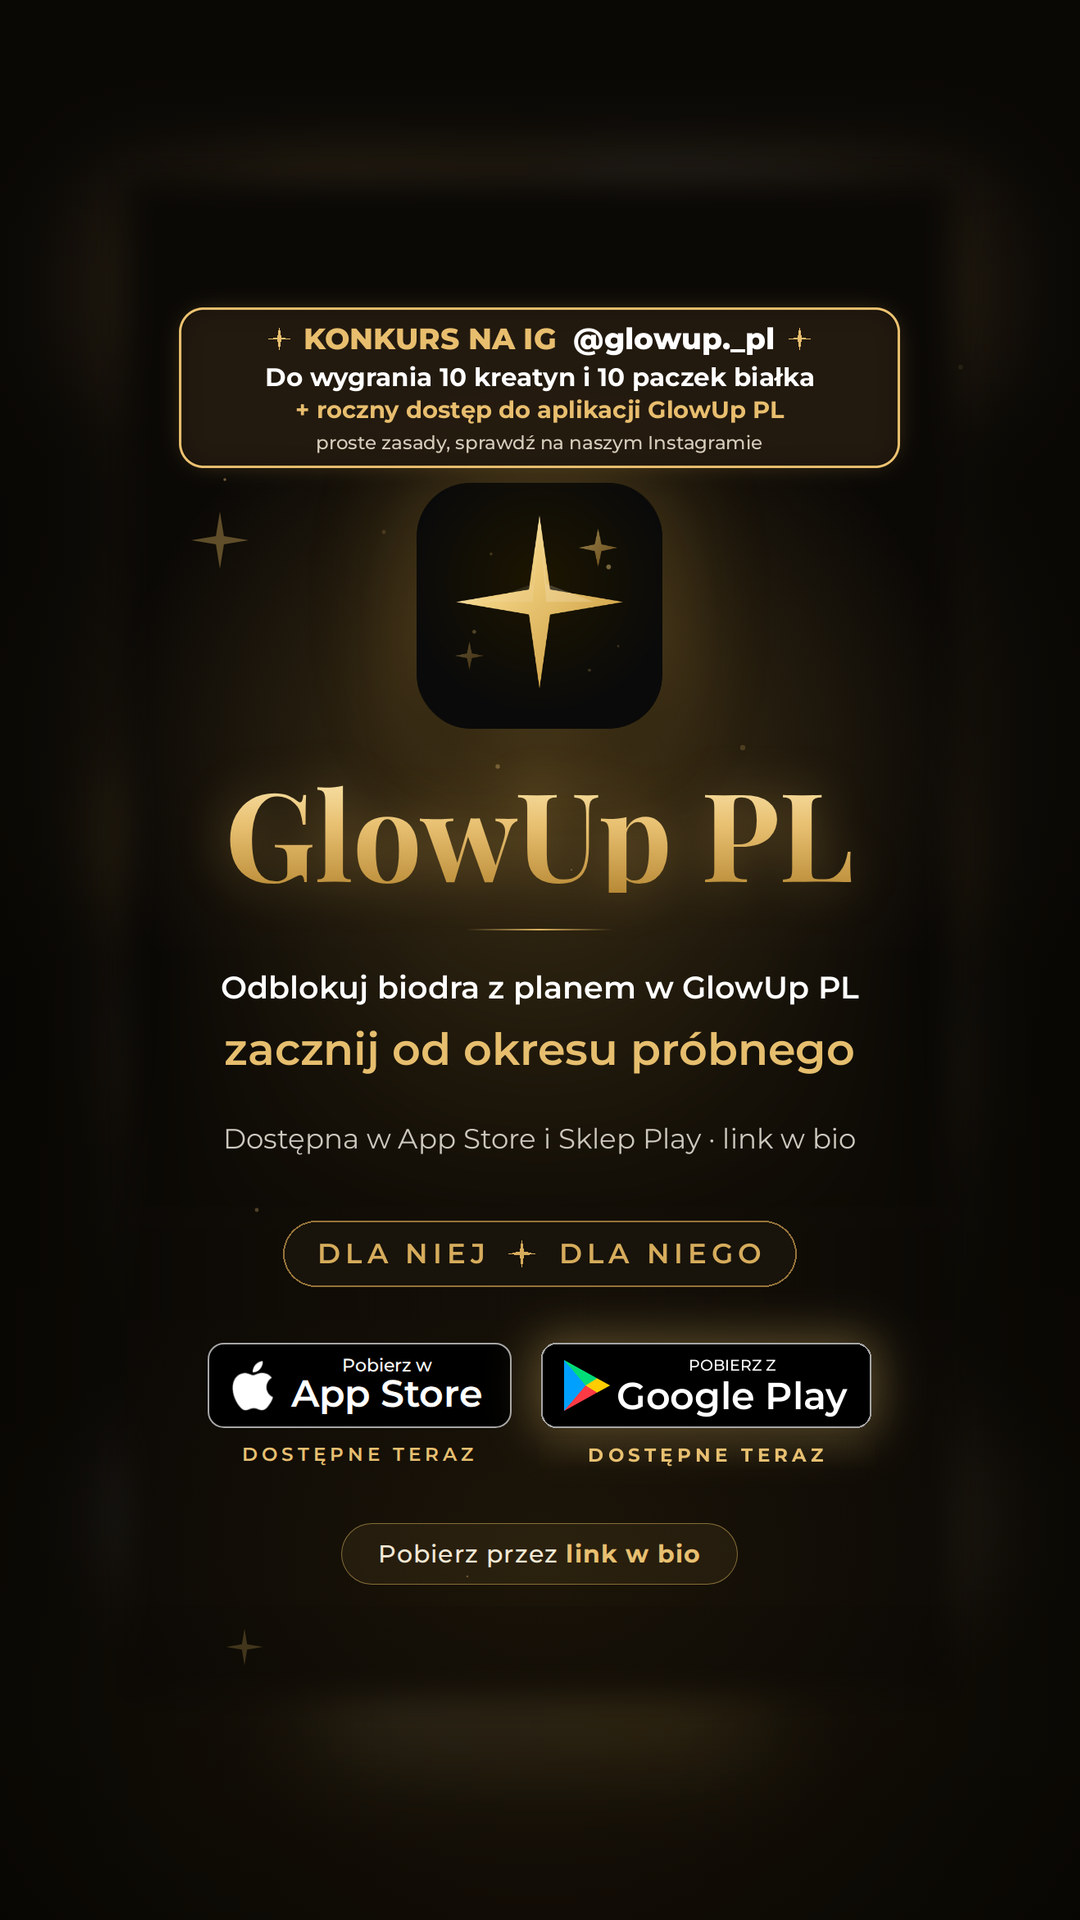 KONKURS NA IG @glowup._pl
Do wygrania 10 kreatyn i 10 paczek białka
+ roczny dostęp do aplikacji GlowUp PL
proste zasady, sprawdź na naszym Instagramie
GlowUp PL
Odblokuj biodra z planem w GlowUp PL
zacznij od okresu próbnego
Dostępna w App Store i Sklep Play · link w bio
DLA NIEJ DLA NIEGO
Pobierz w
App Store
POBIERZ Z
Google Play
DOSTĘPNE TERAZ
DOSTĘPNE TERAZ
Pobierz przez link w bio